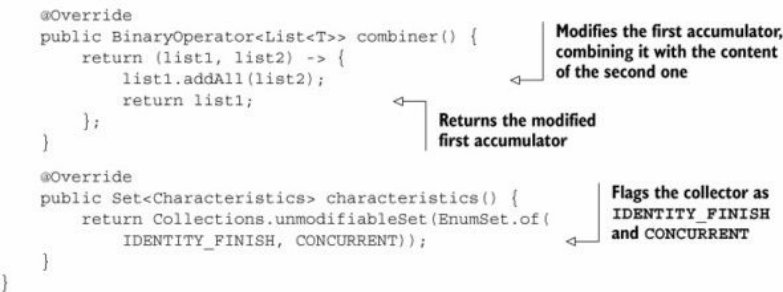 @Override
public BinaryOperator<List<T>> combiner() {
return (list1, list2) -> {
list1.addAll(list2);
return list1;
};
}
Modifies the first accumulator,
combining it with the content
of the second one
Returns the modified
first accumulator
@Override
public Set<Characteristics> characteristics() {
return Collections.unmodifiableSet(EnumSet.of(
IDENTITY_FINISH, CONCURRENT));
}
}
Flags the collector as
IDENTITY_FINISH
and CONCURRENT